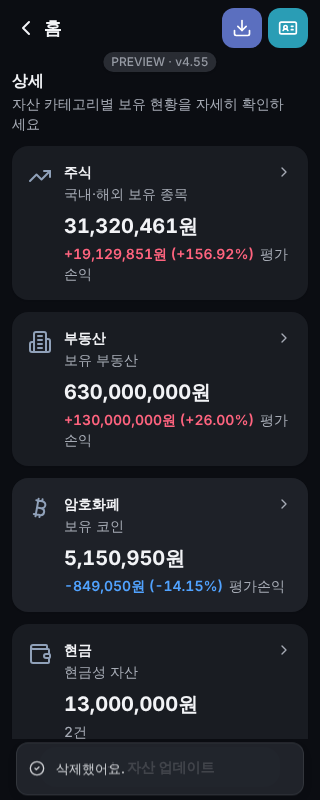 홈
PREVIEW · v4.55
상세
자산 카테고리별 보유 현황을 자세히 확인하
세요
주식
국내·해외 보유 종목
31,320,461원
+19,129,851원 (+156.92%) 평가
손익
부동산
보유 부동산
630,000,000원
+130,000,000원 (+26.00%) 평가
손익
암호화폐
보유 코인
5,150,950원
-849,050원 (-14.15%) 평가손익
현금
현금성 자산
13,000,000원
2건
삭제했어요. 자산 업데이트